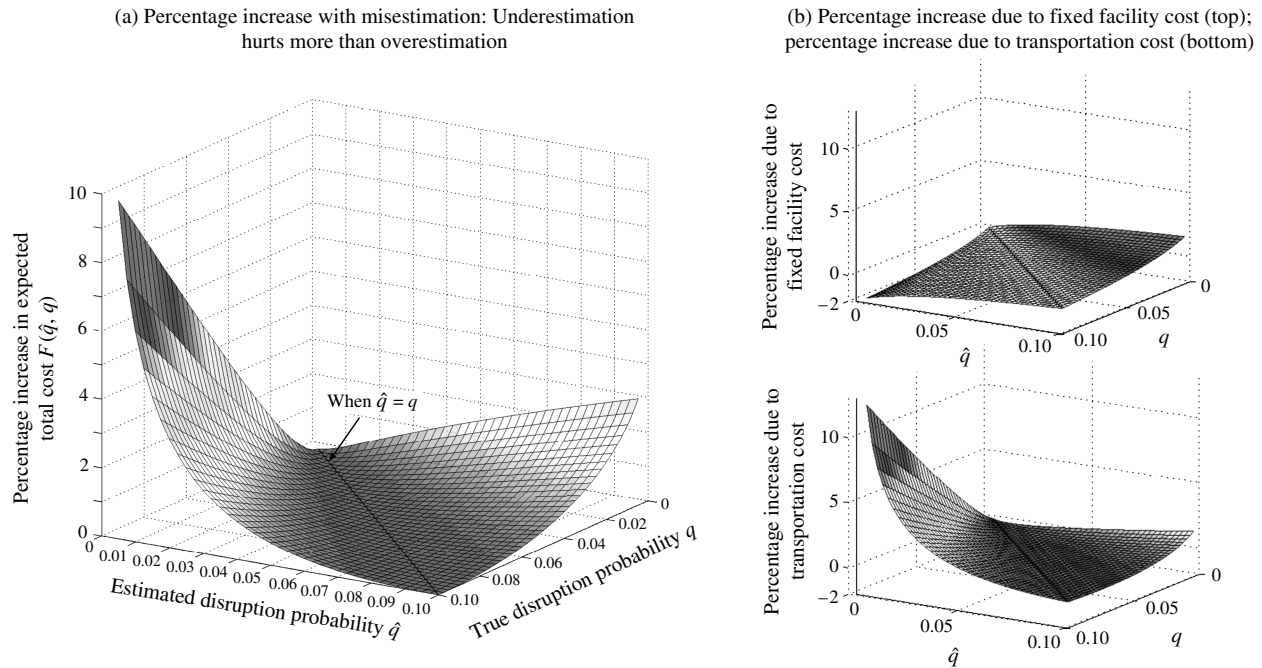 (a) Percentage increase with misestimation: Underestimation
hurts more than overestimation
Percentage increase in expected
total cost F (q̂, q)
10
8
6
4
2
0
When q̂ = q
0
0.01
0.02
0.03
0.04
0.05
0.06
0.07
0.08
0.09
0.10
Estimated disruption probability q̂
0.10
0.08
0.06
0.04
0.02
0
True disruption probability q
(b) Percentage increase due to fixed facility cost (top);
percentage increase due to transportation cost (bottom)
Percentage increase due to
fixed facility cost
10
5
0
–2
0
0.05
0.10
q̂
0.10
0.05
0
q
Percentage increase due to
transportation cost
10
5
0
–2
0
0.05
0.10
q̂
0.10
0.05
0
q